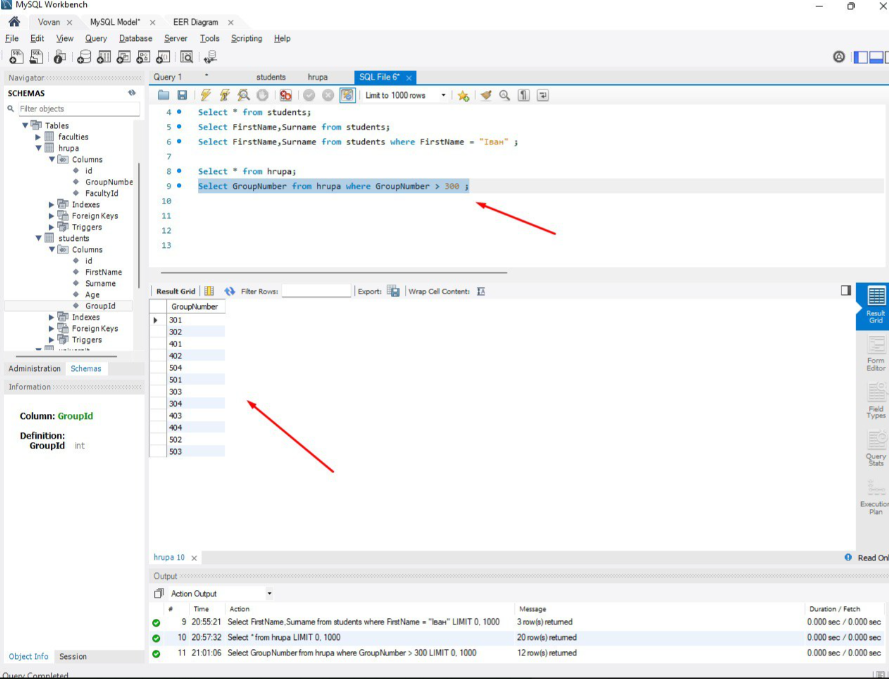 MySQL Workbench
Vovan
MySQL Model*
EER Diagram
File Edit View Query Database Server Tools Scripting Help
Navigator
SCHEMAS
Filter objects
Tables
faculties
hrupa
Columns
id
GroupNumbe
FacultyId
Indexes
Foreign Keys
Triggers
students
Columns
id
FirstName
Surname
Age
GroupId
Indexes
Foreign Keys
Triggers
Administration Schemas
Information
Column: GroupId
Definition:
GroupId int
Object Info Session
Query Completed
Query 1 * students hrupa SQL File 6*
Limit to 1000 rows
4 Select * from students;
5 Select FirstName,Surname from students;
6 Select FirstName,Surname from students where FirstName = "Іван" ;
7
8 Select * from hrupa;
9 Select GroupNumber from hrupa where GroupNumber > 300 ;
10
11
12
13
Result Grid Filter Rows: Export: Wrap Cell Content:
GroupNumber
301
302
401
402
504
501
303
304
403
404
502
503
Result
Grid
Form
Editor
Field
Types
Query
Stats
Execution
Plan
hrupa 10
Read Onl
Output
Action Output
# Time Action Message Duration / Fetch
9 20:55:21 Select FirstName,Surname from students where FirstName = "Іван" LIMIT 0, 1000 3 row(s) returned 0.000 sec / 0.000 sec
10 20:57:32 Select * from hrupa LIMIT 0, 1000 20 row(s) returned 0.000 sec / 0.000 sec
11 21:01:06 Select GroupNumber from hrupa where GroupNumber > 300 LIMIT 0, 1000 12 row(s) returned 0.000 sec / 0.000 sec